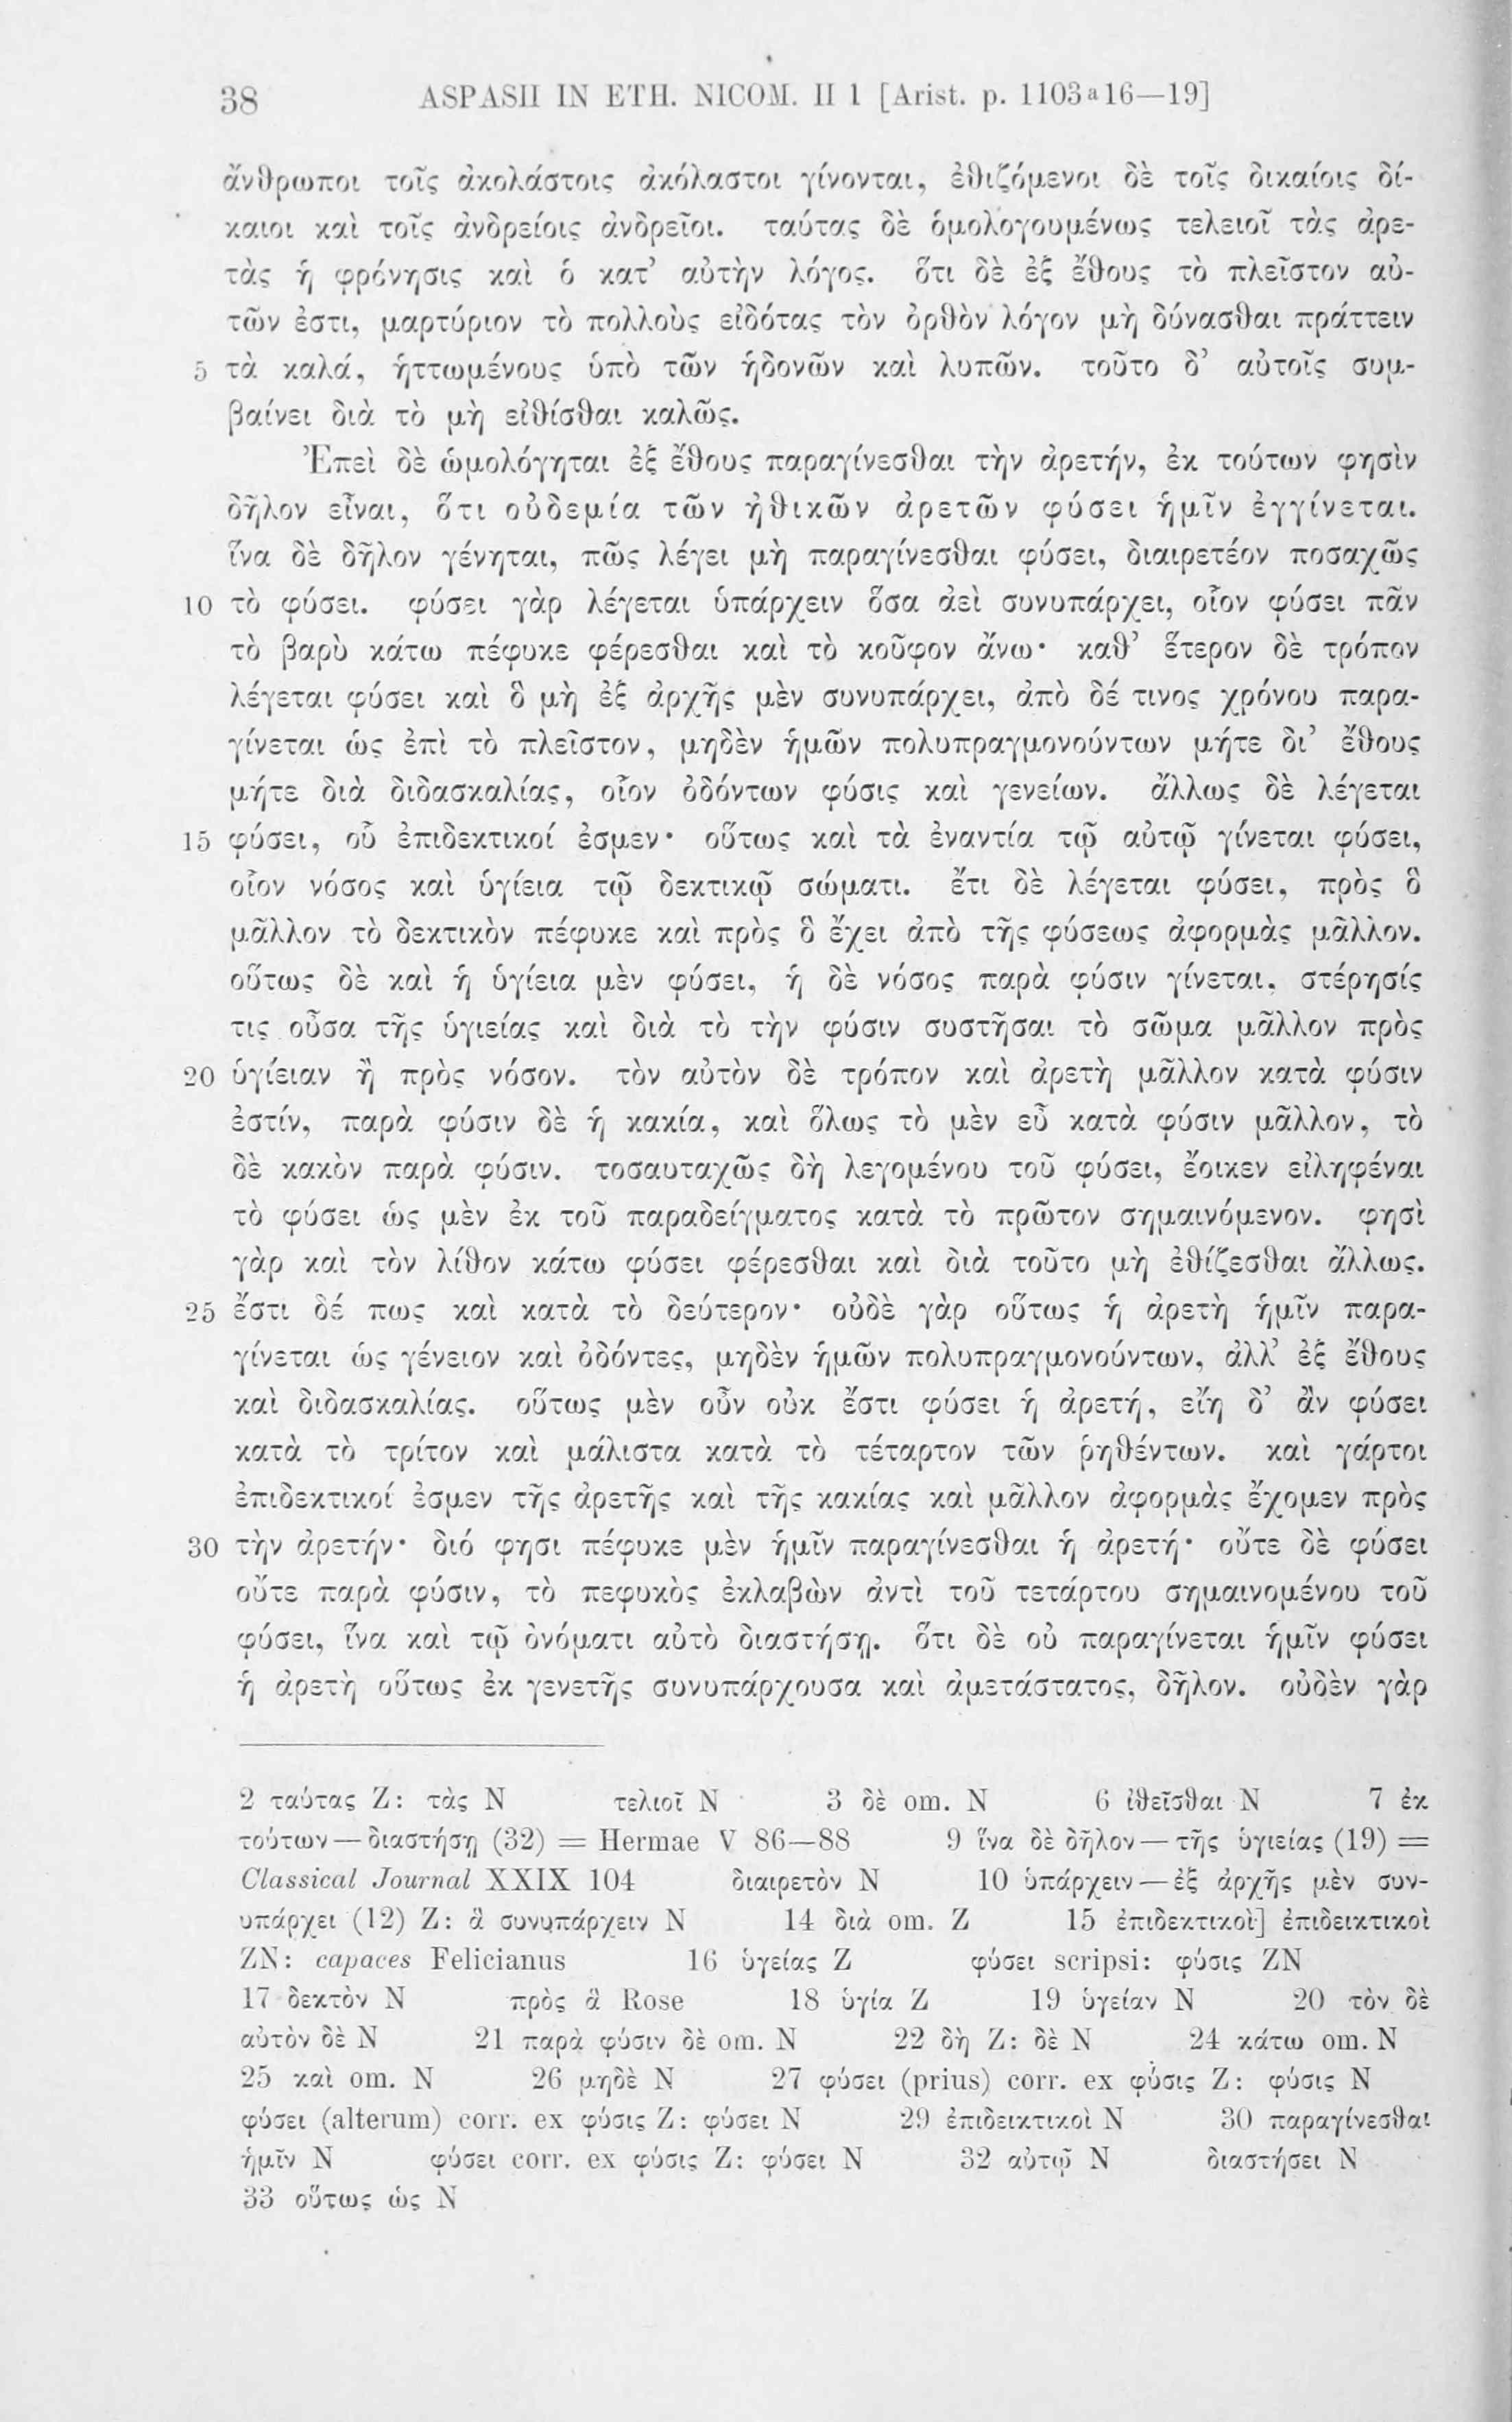 38 ASPASII IN ETH. NICOM. II 1 [Arist. p. 1103a16—19]
ἄνθρωποι τοῖς ἀκολάστοις ἀκόλαστοι γίνονται, ἐθιζόμενοι δὲ τοῖς δικαίοις δί-
καιοι καὶ τοῖς ἀνδρείοις ἀνδρεῖοι. ταύτας δὲ ὁμολογουμένως τελειοῖ τὰς ἀρε-
τὰς ἡ φρόνησις καὶ ὁ κατ’ αὐτὴν λόγος. ὅτι δὲ ἐξ ἔθους τὸ πλεῖστον αὐ-
τῶν ἐστι, μαρτύριον τὸ πολλοὺς εἰδότας τὸν ὀρθὸν λόγον μὴ δύνασθαι πράττειν
5 τὰ καλά, ἡττωμένους ὑπὸ τῶν ἡδονῶν καὶ λυπῶν. τοῦτο δ’ αὐτοῖς συμ-
βαίνει διὰ τὸ μὴ εἰθίσθαι καλῶς.
Ἐπεὶ δὲ ὡμολόγηται ἐξ ἔθους παραγίνεσθαι τὴν ἀρετήν, ἐκ τούτων φησὶν
δῆλον εἶναι, ὅτι οὐδεμία τῶν ἠθικῶν ἀρετῶν φύσει ἡμῖν ἐγγίνεται.
ἵνα δὲ δῆλον γένηται, πῶς λέγει μὴ παραγίνεσθαι φύσει, διαιρετέον ποσαχῶς
10 τὸ φύσει. φύσει γὰρ λέγεται ὑπάρχειν ὅσα ἀεὶ συνυπάρχει, οἷον φύσει πᾶν
τὸ βαρὺ κάτω πέφυκε φέρεσθαι καὶ τὸ κοῦφον ἄνω· καθ’ ἕτερον δὲ τρόπον
λέγεται φύσει καὶ ὃ μὴ ἐξ ἀρχῆς μὲν συνυπάρχει, ἀπὸ δέ τινος χρόνου παρα-
γίνεται ὡς ἐπὶ τὸ πλεῖστον, μηδὲν ἡμῶν πολυπραγμονούντων μήτε δι’ ἔθους
μήτε διὰ διδασκαλίας, οἷον ὀδόντων φύσις καὶ γενείων. ἄλλως δὲ λέγεται
15 φύσει, οὗ ἐπιδεκτικοί ἐσμεν· οὕτως καὶ τὰ ἐναντία τῷ αὐτῷ γίνεται φύσει,
οἷον νόσος καὶ ὑγίεια τῷ δεκτικῷ σώματι. ἔτι δὲ λέγεται φύσει, πρὸς ὃ
μᾶλλον τὸ δεκτικὸν πέφυκε καὶ πρὸς ὃ ἔχει ἀπὸ τῆς φύσεως ἀφορμὰς μᾶλλον.
οὕτως δὲ καὶ ἡ ὑγίεια μὲν φύσει, ἡ δὲ νόσος παρὰ φύσιν γίνεται, στέρησίς
τις οὖσα τῆς ὑγιείας καὶ διὰ τὸ τὴν φύσιν συστῆσαι τὸ σῶμα μᾶλλον πρὸς
20 ὑγίειαν ἢ πρὸς νόσον. τὸν αὐτὸν δὲ τρόπον καὶ ἀρετὴ μᾶλλον κατὰ φύσιν
ἐστίν, παρὰ φύσιν δὲ ἡ κακία, καὶ ὅλως τὸ μὲν εὖ κατὰ φύσιν μᾶλλον, τὸ
δὲ κακὸν παρὰ φύσιν. τοσαυταχῶς δὴ λεγομένου τοῦ φύσει, ἔοικεν εἰληφέναι
τὸ φύσει ὡς μὲν ἐκ τοῦ παραδείγματος κατὰ τὸ πρῶτον σημαινόμενον. φησὶ
γὰρ καὶ τὸν λίθον κάτω φύσει φέρεσθαι καὶ διὰ τοῦτο μὴ ἐθίζεσθαι ἄλλως.
25 ἔστι δέ πως καὶ κατὰ τὸ δεύτερον· οὐδὲ γὰρ οὕτως ἡ ἀρετὴ ἡμῖν παρα-
γίνεται ὡς γένειον καὶ ὀδόντες, μηδὲν ἡμῶν πολυπραγμονούντων, ἀλλ’ ἐξ ἔθους
καὶ διδασκαλίας. οὕτως μὲν οὖν οὐκ ἔστι φύσει ἡ ἀρετή, εἴη δ’ ἂν φύσει
κατὰ τὸ τρίτον καὶ μάλιστα κατὰ τὸ τέταρτον τῶν ῥηθέντων. καὶ γάρτοι
ἐπιδεκτικοί ἐσμεν τῆς ἀρετῆς καὶ τῆς κακίας καὶ μᾶλλον ἀφορμὰς ἔχομεν πρὸς
30 τὴν ἀρετήν· διό φησι πέφυκε μὲν ἡμῖν παραγίνεσθαι ἡ ἀρετή· οὔτε δὲ φύσει
οὔτε παρὰ φύσιν, τὸ πεφυκὸς ἐκλαβὼν ἀντὶ τοῦ τετάρτου σημαινομένου τοῦ
φύσει, ἵνα καὶ τῷ ὀνόματι αὐτὸ διαστήσῃ. ὅτι δὲ οὐ παραγίνεται ἡμῖν φύσει
ἡ ἀρετὴ οὕτως ἐκ γενετῆς συνυπάρχουσα καὶ ἀμετάστατος, δῆλον. οὐδὲν γὰρ
2 ταύτας Z: τὰς N τελιοῖ N 3 δὲ om. N 6 ἰθεῖσθαι N 7 ἐκ
τούτων — διαστήσῃ (32) = Hermae V 86—88 9 ἵνα δὲ δῆλον — τῆς ὑγιείας (19) =
Classical Journal XXIX 104 διαιρετὸν N 10 ὑπάρχειν — ἐξ ἀρχῆς μὲν συν-
υπάρχει (12) Z: ἃ συνυπάρχειν N 14 διὰ om. Z 15 ἐπιδεκτικοὶ] ἐπιδεικτικοὶ
ZN: capaces Felicianus 16 ὑγείας Z φύσει scripsi: φύσις ZN
17 δεκτὸν N πρὸς ἃ Rose 18 ὑγία Z 19 ὑγείαν N 20 τὸν δὲ
αὐτὸν δὲ N 21 παρὰ φύσιν δὲ om. N 22 δὴ Z: δὲ N 24 κάτω om. N
25 καὶ om. N 26 μηδὲ N 27 φύσει (prius) corr. ex φύσις Z: φύσις N
φύσει (alterum) corr. ex φύσις Z: φύσει N 29 ἐπιδεικτικοὶ N 30 παραγίνεσθαι
ἡμῖν N φύσει corr. ex φύσις Z: φύσει N 32 αὐτῷ N διαστήσει N
33 οὕτως ὡς N